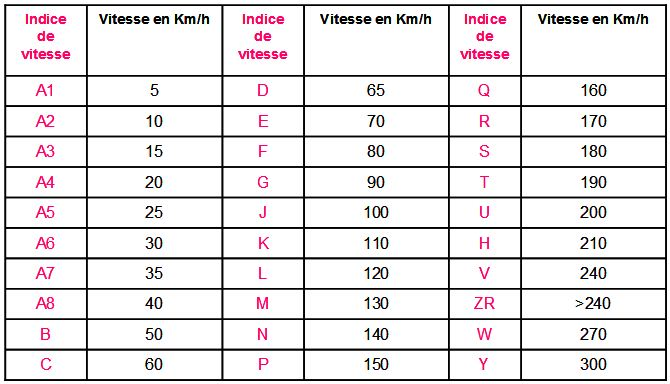 Indice de vitesse Vitesse en Km/h Indice de vitesse Vitesse en Km/h Indice de vitesse Vitesse en Km/h
A1 5 D 65 Q 160
A2 10 E 70 R 170
A3 15 F 80 S 180
A4 20 G 90 T 190
A5 25 J 100 U 200
A6 30 K 110 H 210
A7 35 L 120 V 240
A8 40 M 130 ZR >240
B 50 N 140 W 270
C 60 P 150 Y 300